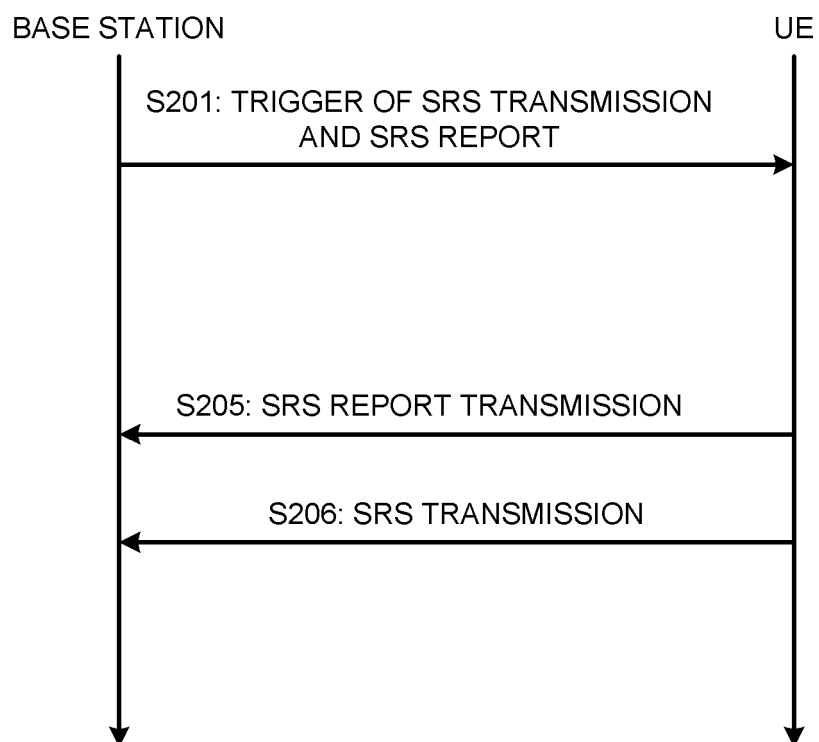 BASE STATION
UE
S201: TRIGGER OF SRS TRANSMISSION
AND SRS REPORT
S205: SRS REPORT TRANSMISSION
S206: SRS TRANSMISSION